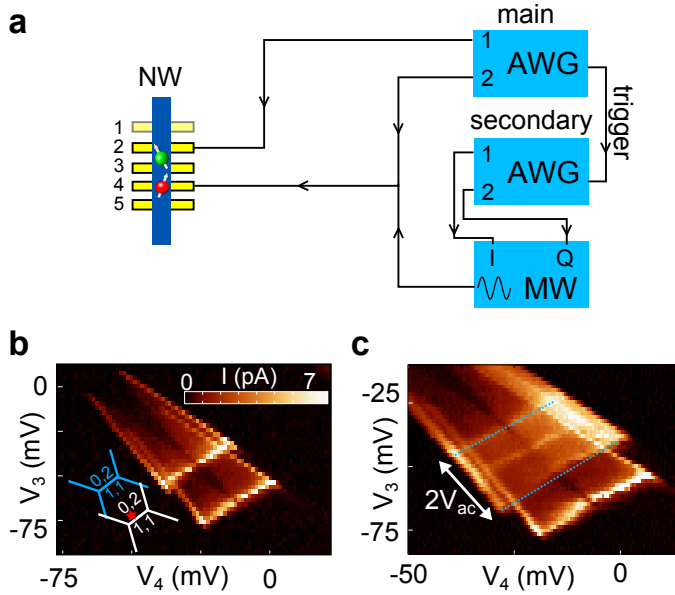 a
main
NW
1
2
AWG
trigger
secondary
1
2
AWG
1
2
3
4
5
I
Q
MW
b
c
I (pA)
0
7
0
-75
V3 (mV)
0,2
1,1
0,2
1,1
-75
0
V4 (mV)
-25
-75
V3 (mV)
2Vac
-50
0
V4 (mV)